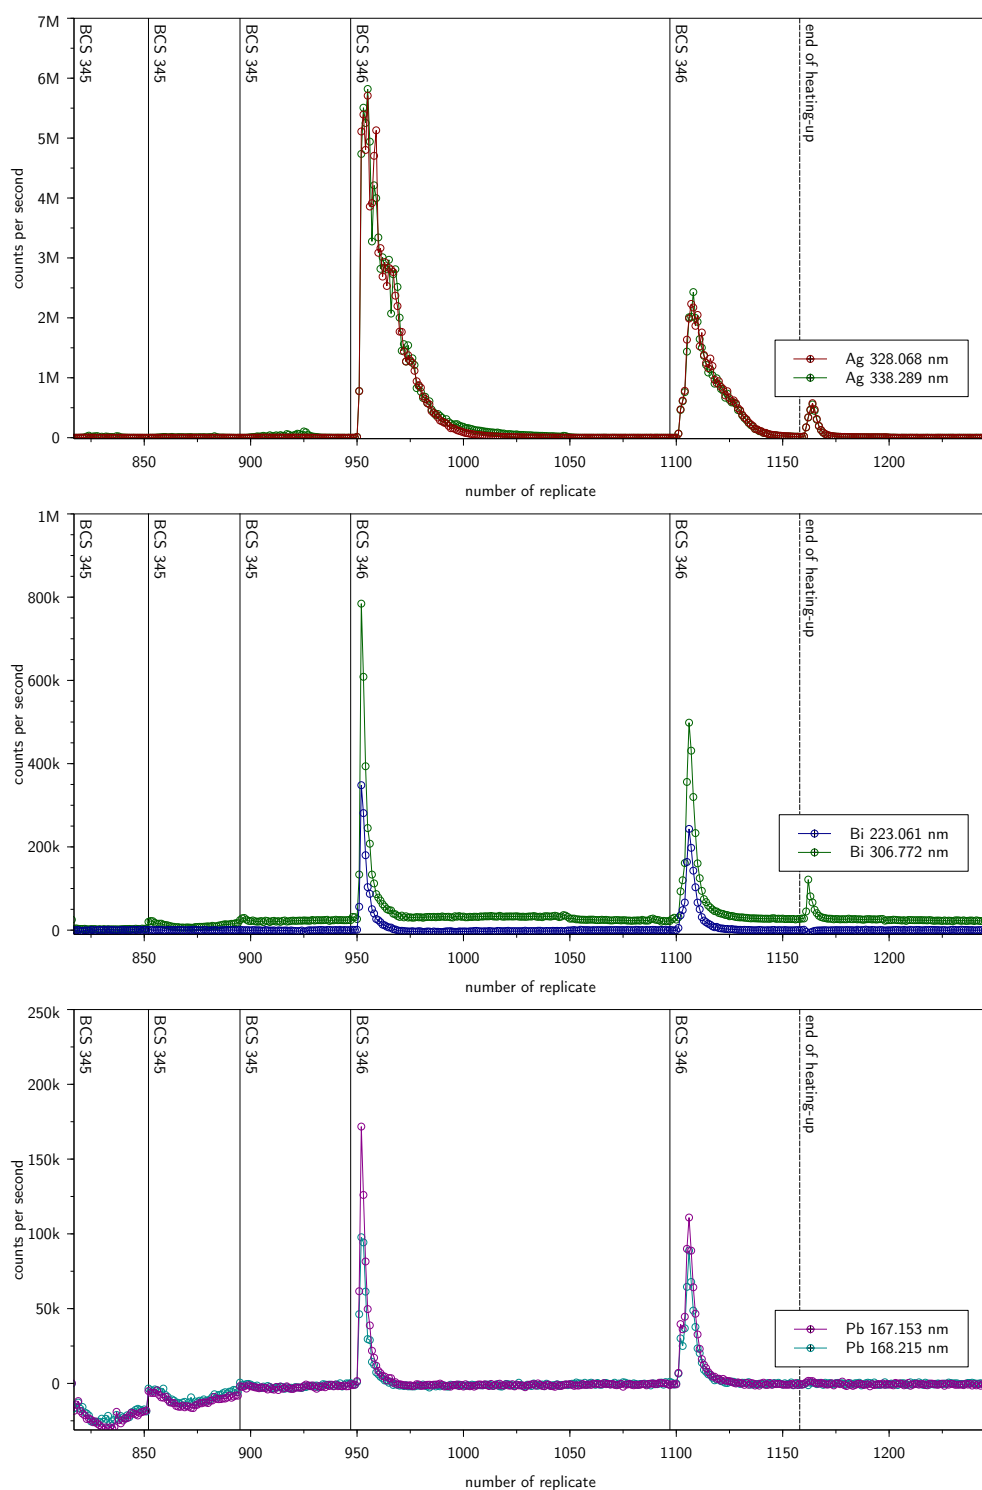 7M
6M
5M
4M
3M
2M
1M
0
counts per second
BCS 345
BCS 345
BCS 345
BCS 346
BCS 346
end of heating-up
Ag 328.068 nm
Ag 338.289 nm
850 900 950 1000 1050 1100 1150 1200
number of replicate
1M
800k
600k
400k
200k
0
counts per second
BCS 345
BCS 345
BCS 345
BCS 346
BCS 346
end of heating-up
Bi 223.061 nm
Bi 306.772 nm
850 900 950 1000 1050 1100 1150 1200
number of replicate
250k
200k
150k
100k
50k
0
counts per second
BCS 345
BCS 345
BCS 345
BCS 346
BCS 346
end of heating-up
Pb 167.153 nm
Pb 168.215 nm
850 900 950 1000 1050 1100 1150 1200
number of replicate